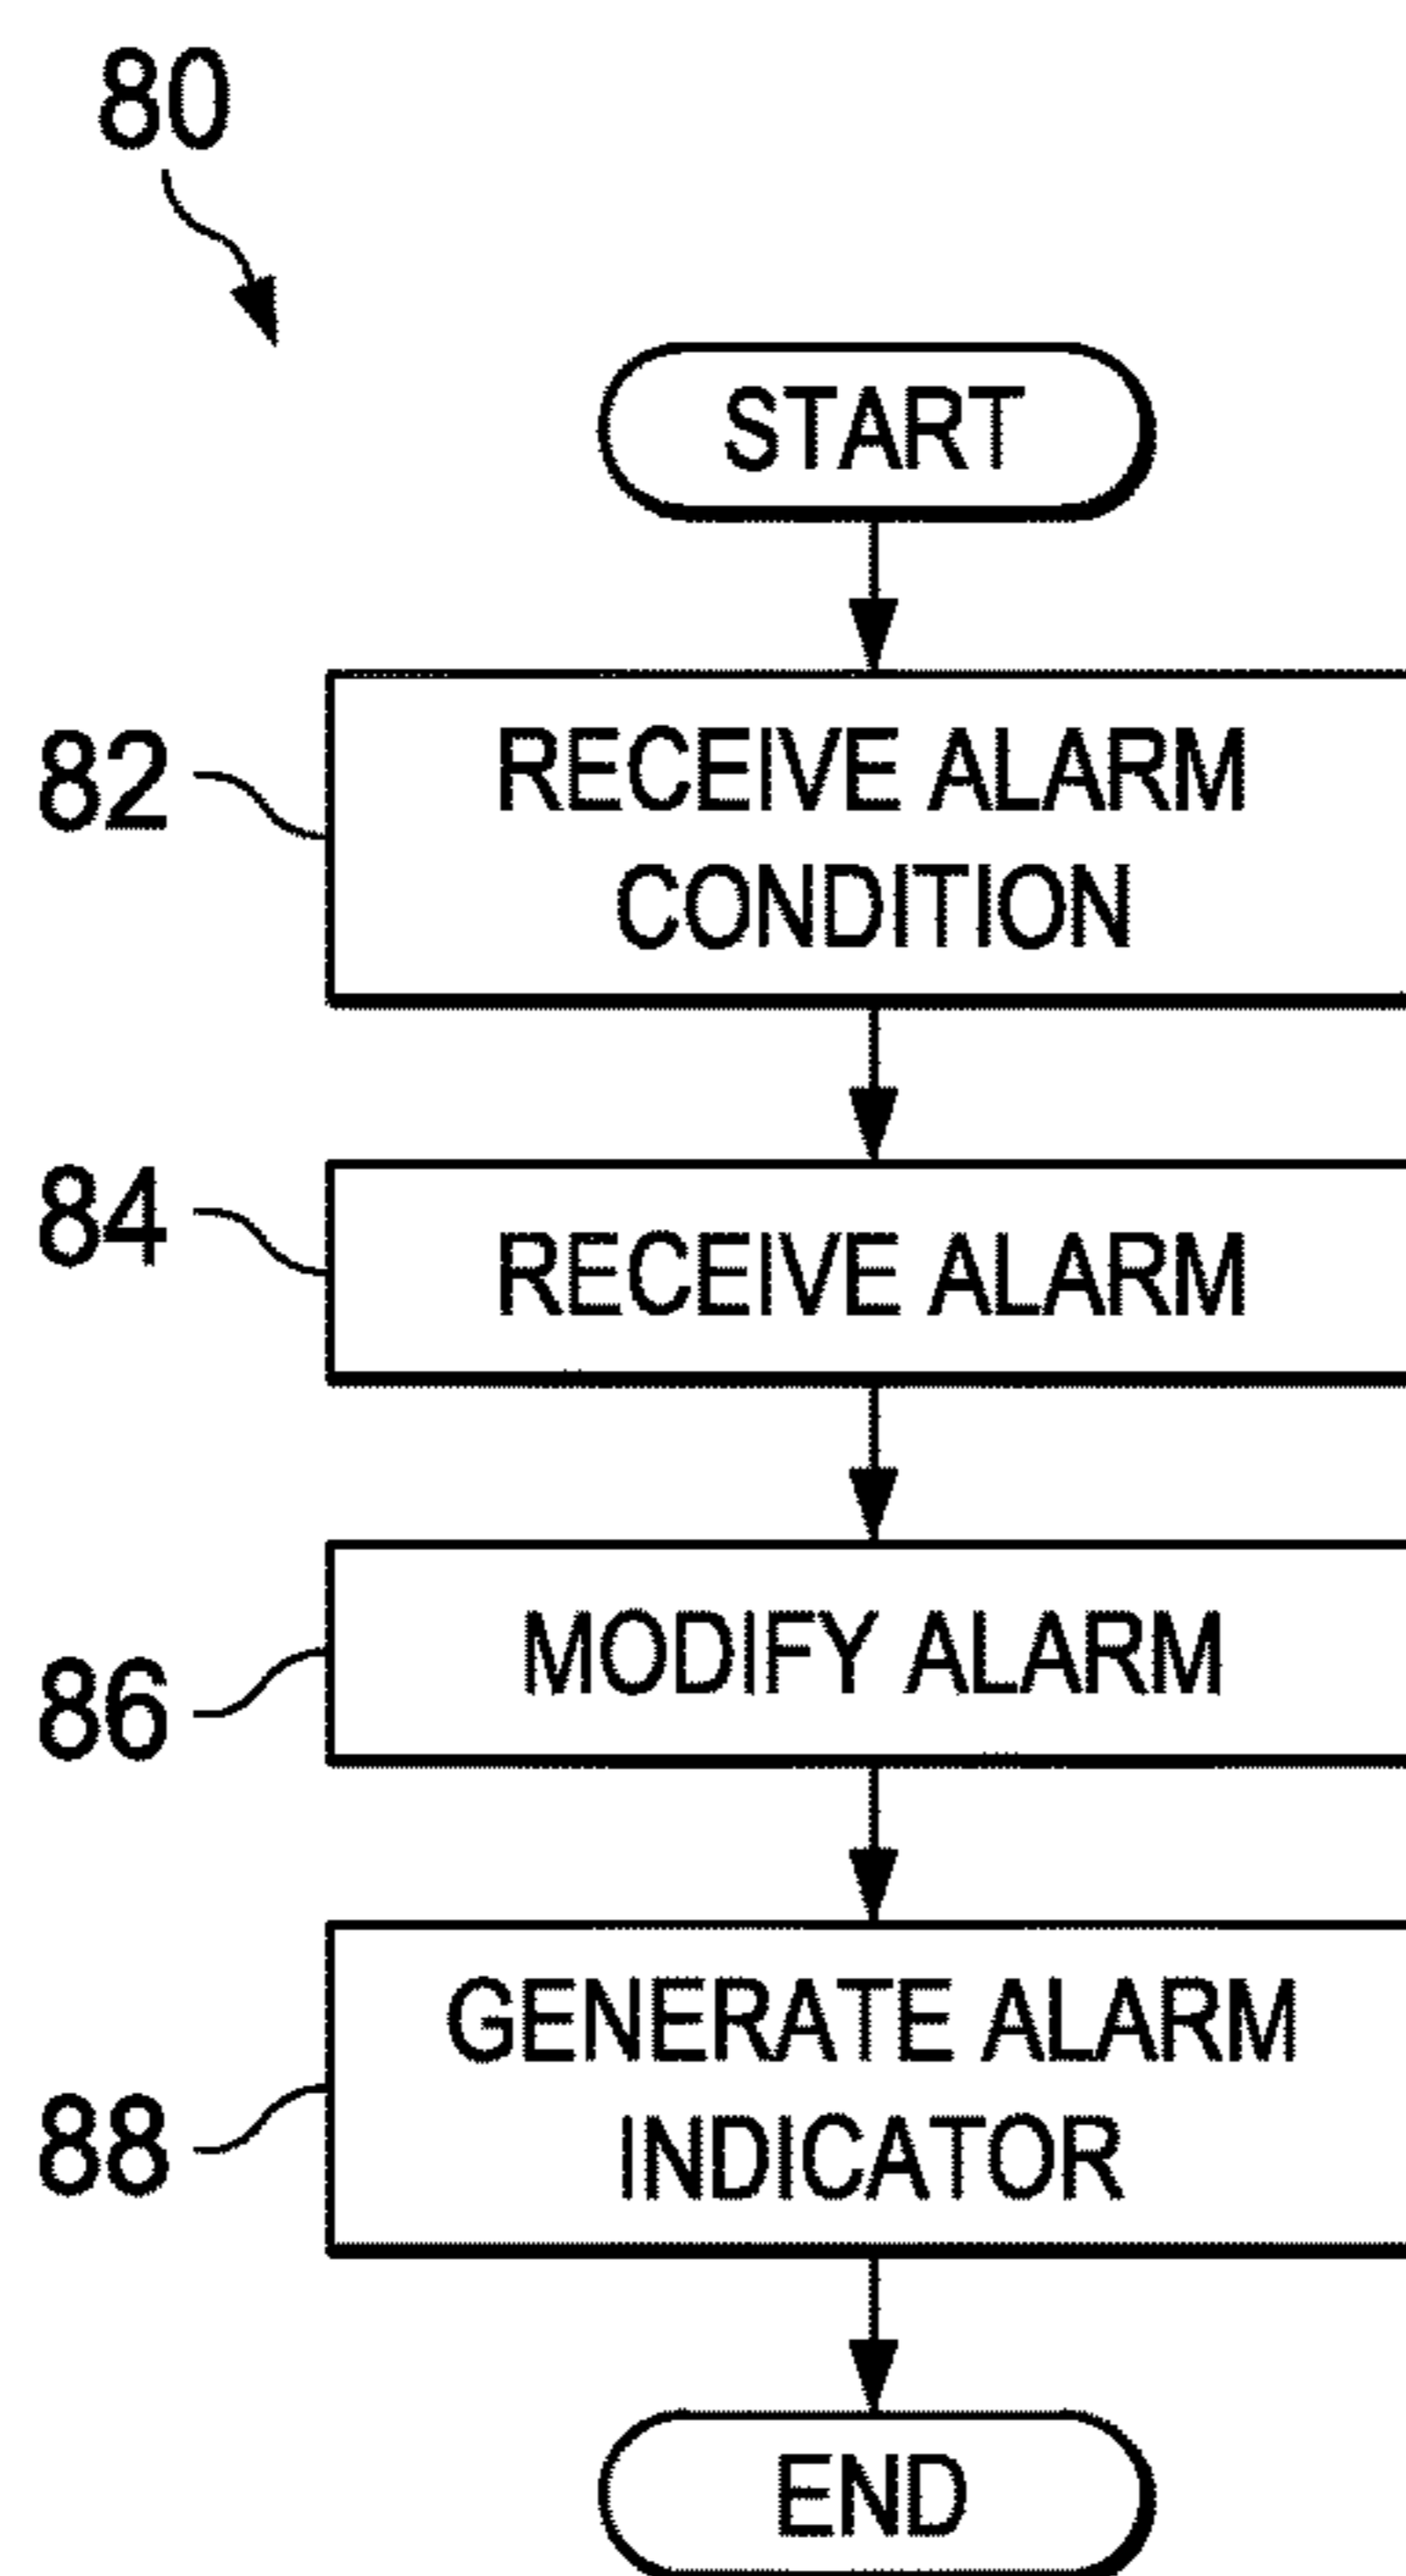 80
START
82
RECEIVE ALARM
CONDITION
84
RECEIVE ALARM
86
MODIFY ALARM
88
GENERATE ALARM
INDICATOR
END